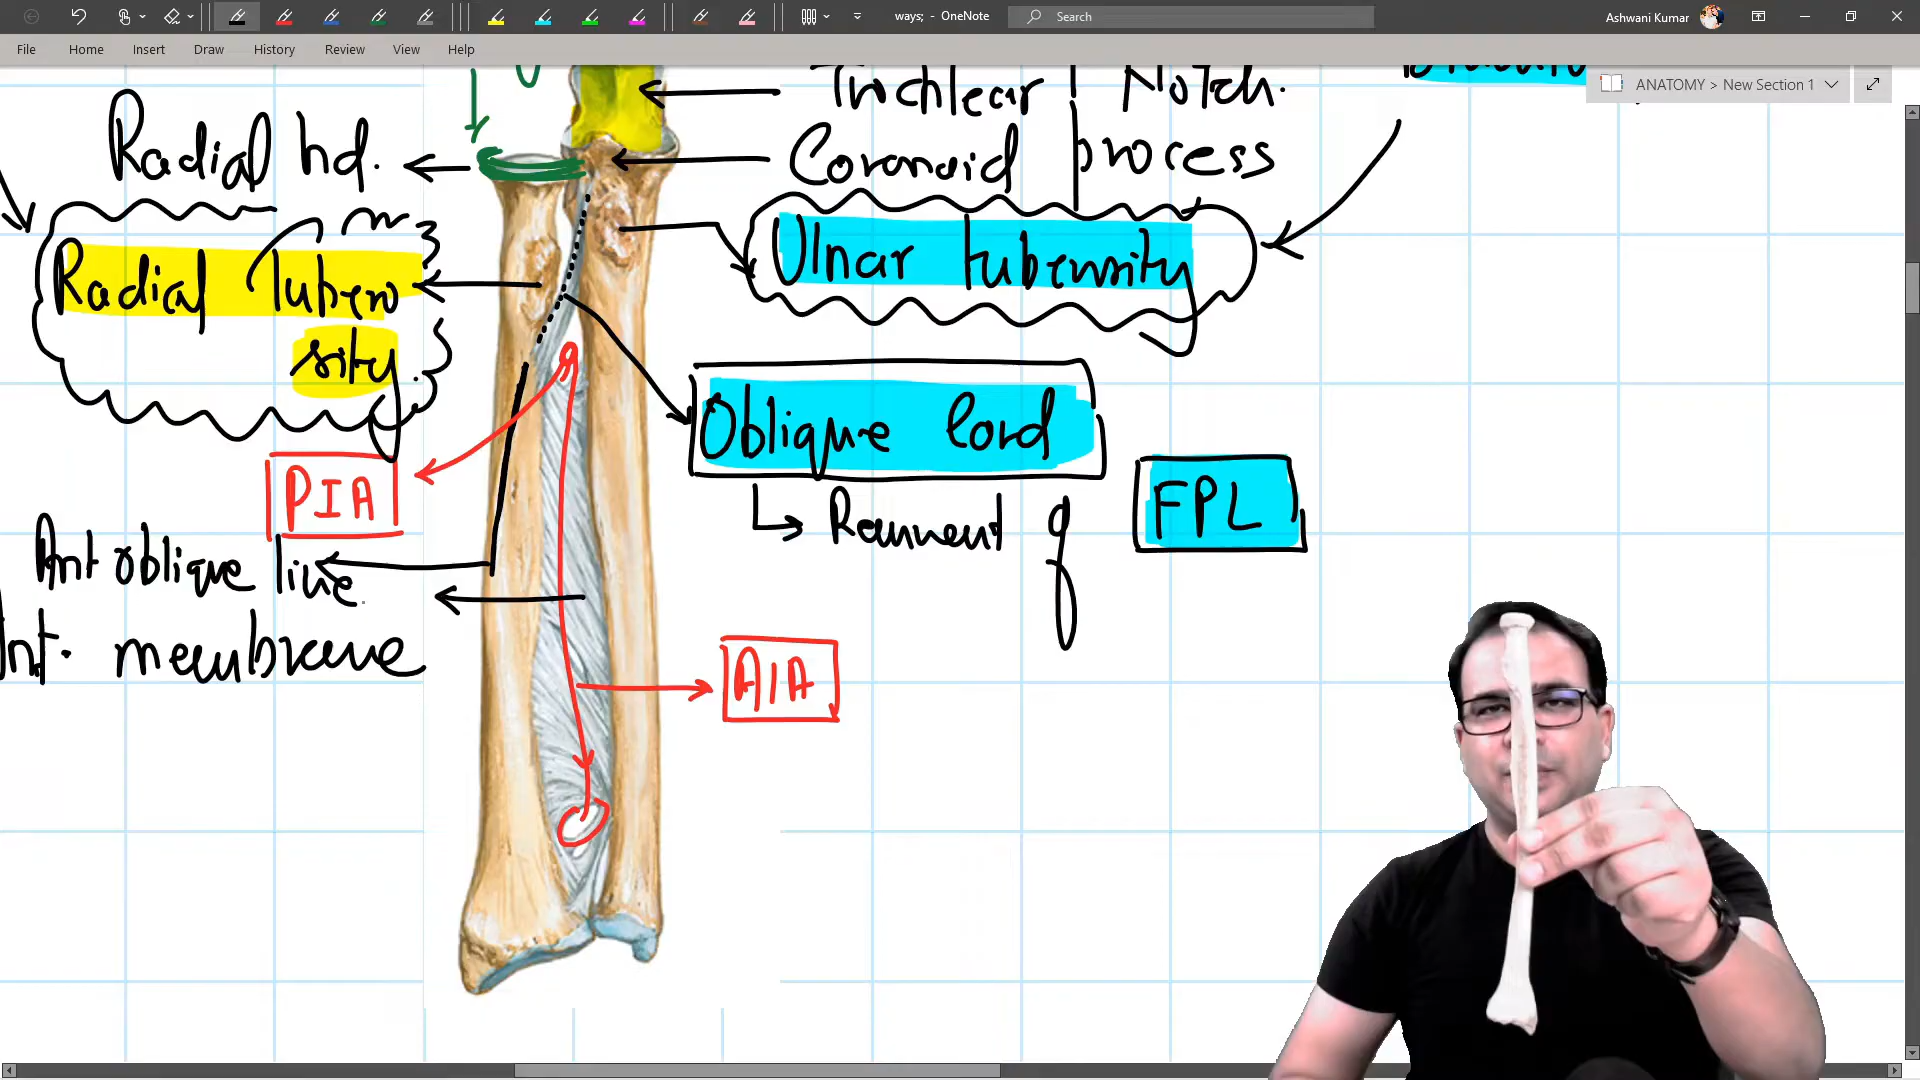 ways; - OneNote
Search
Ashwani Kumar
File Home Insert Draw History Review View Help
ANATOMY > New Section 1
Trochlear Notch.
Radial hd.
Coronoid process
Radial Tubero
sity.
Ulnar tuberosity
Oblique Cord
PIA
Remnant of
FPL
Ant oblique line
Int. membrane
AIA